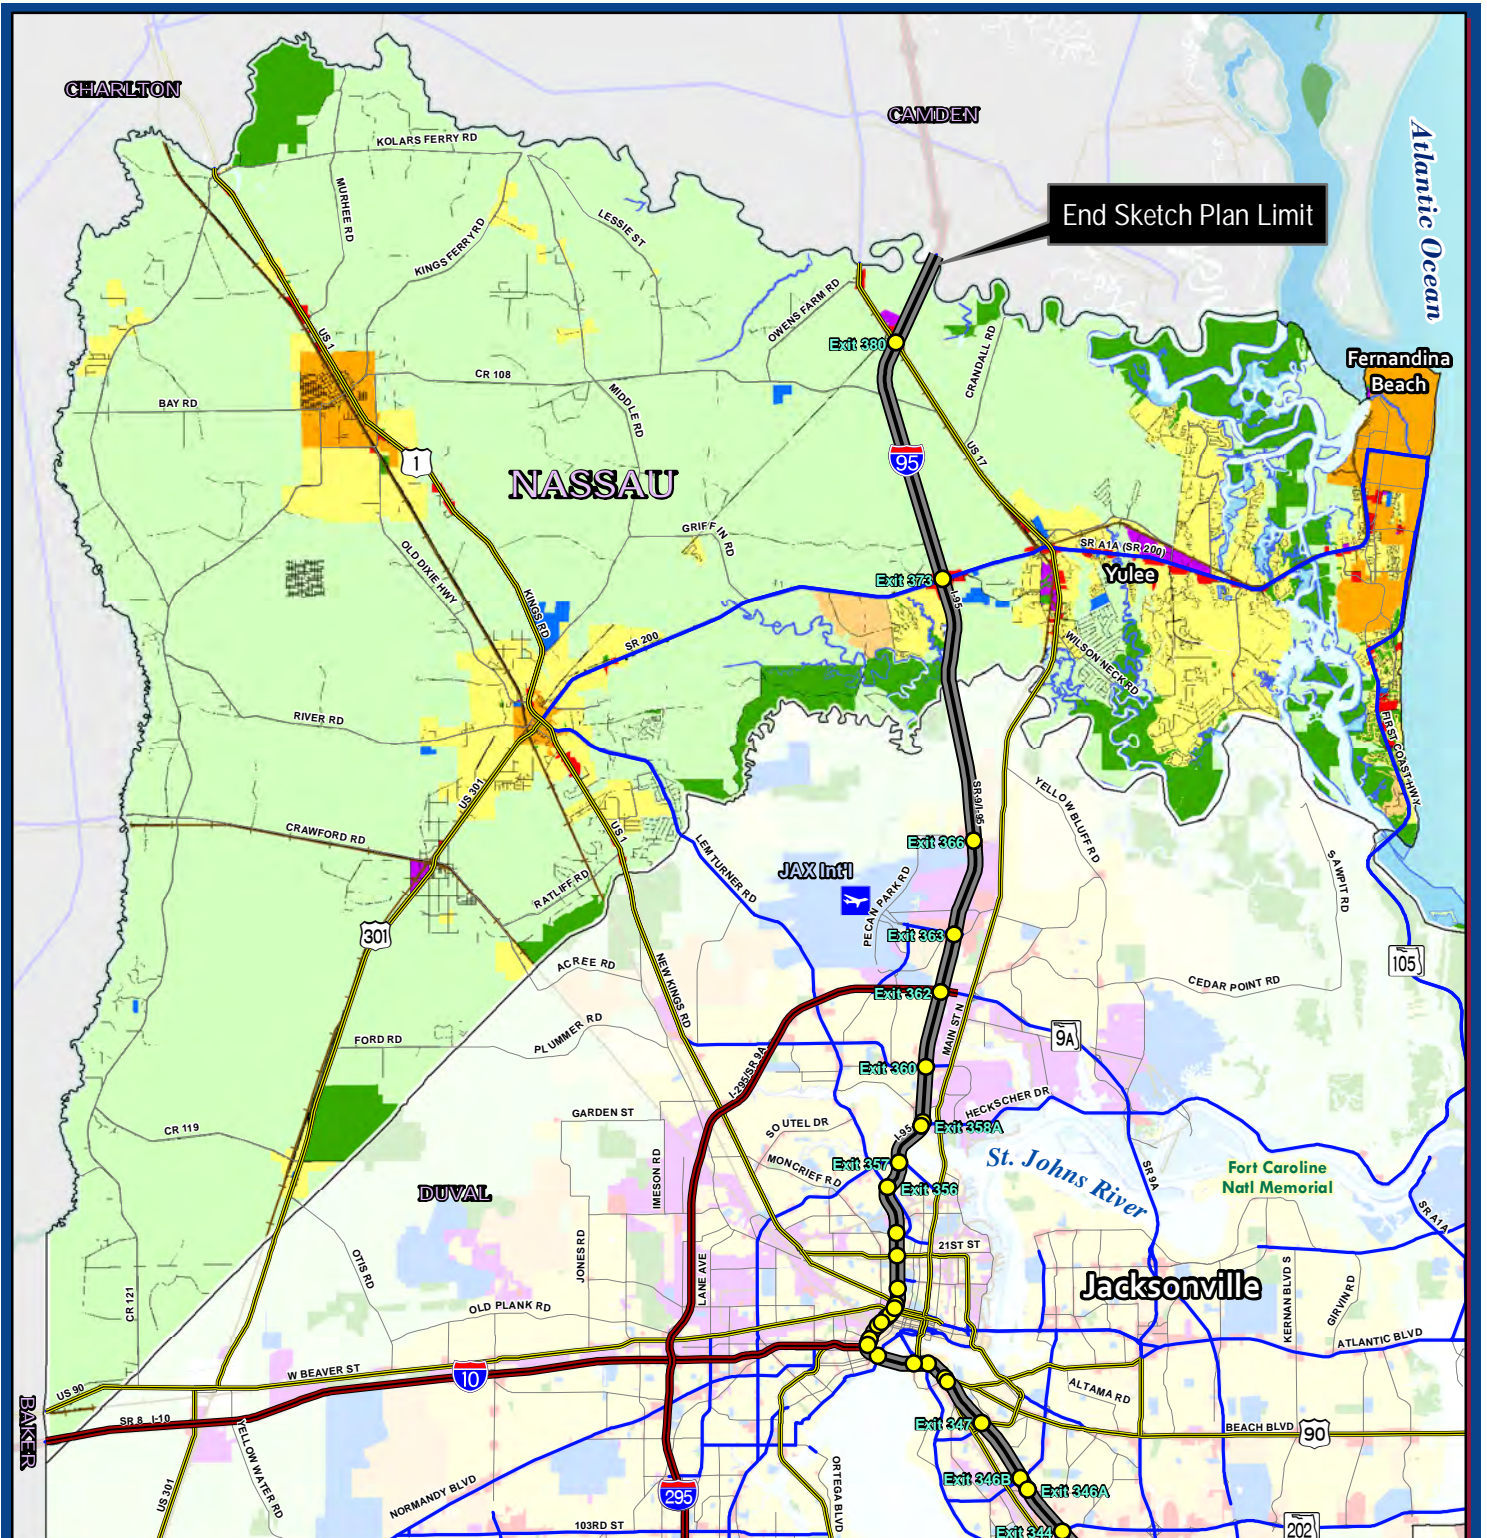 CHARLTON
CAMDEN
KOLARS FERRY RD
Atlantic Ocean
MURHEE RD
End Sketch Plan Limit
LESSIE ST
KINGS FERRY RD
OWENS FARM RD
US 1
Exit 380
CRANDALL RD
Fernandina
Beach
CR 108
BAY RD
MIDDLE RD
1
95
US 17
NASSAU
GRIFFIN RD
OLD DIXIE HWY
SR A1A (SR 200)
Yulee
Exit 373
I-95
KINGS RD
SR 200
WILSON NECK RD
RIVER RD
FIRST COAST HWY
US 301
SR-9/I-95
YELLOW BLUFF RD
CRAWFORD RD
US 1
LEM TURNER RD
Exit 366
SAWPIT RD
JAX Int'l
RATLIFF RD
PECAN PARK RD
301
Exit 363
105
ACREE RD
NEW KINGS RD
CEDAR POINT RD
Exit 362
MAIN ST N
9A
FORD RD
PLUMMER RD
I-295/SR 9A
Exit 360
HECKSCHER DR
GARDEN ST
SOUTEL DR
CR 119
I-95
Exit 358A
MONCRIEF RD
Exit 357
St. Johns River
SR 9A
Fort Caroline
Natl Memorial
IMESON RD
DUVAL
Exit 356
SR A1A
OTIS RD
JONES RD
LANE AVE
21ST ST
Jacksonville
CR 121
OLD PLANK RD
KERNAN BLVD S
GIRVIN RD
ATLANTIC BLVD
W BEAVER ST
10
US 90
ALTAMA RD
BAKER
SR 8 I-10
YELLOW WATER RD
Exit 347
BEACH BLVD
90
US 301
NORMANDY BLVD
295
ORTEGA BLVD
Exit 346B
Exit 346A
103RD ST
Exit 344
202